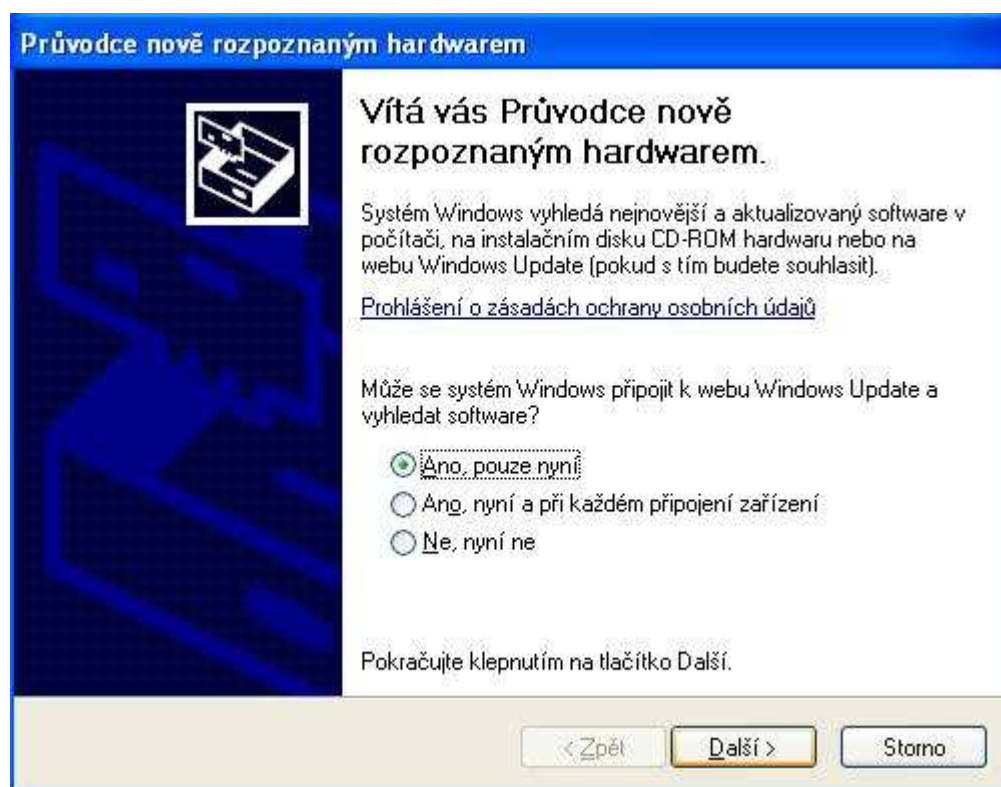 Průvodce nově rozpoznaným hardwarem
Vítá vás Průvodce nově
rozpoznaným hardwarem.
Systém Windows vyhledá nejnovější a aktualizovaný software v
počítači, na instalačním disku CD-ROM hardwaru nebo na
webu Windows Update (pokud s tím budete souhlasit).
Prohlášení o zásadách ochrany osobních údajů
Může se systém Windows připojit k webu Windows Update a
vyhledat software?
Ano, pouze nyní
Ano, nyní a při každém připojení zařízení
Ne, nyní ne
Pokračujte klepnutím na tlačítko Další.
< Zpět
Další >
Storno